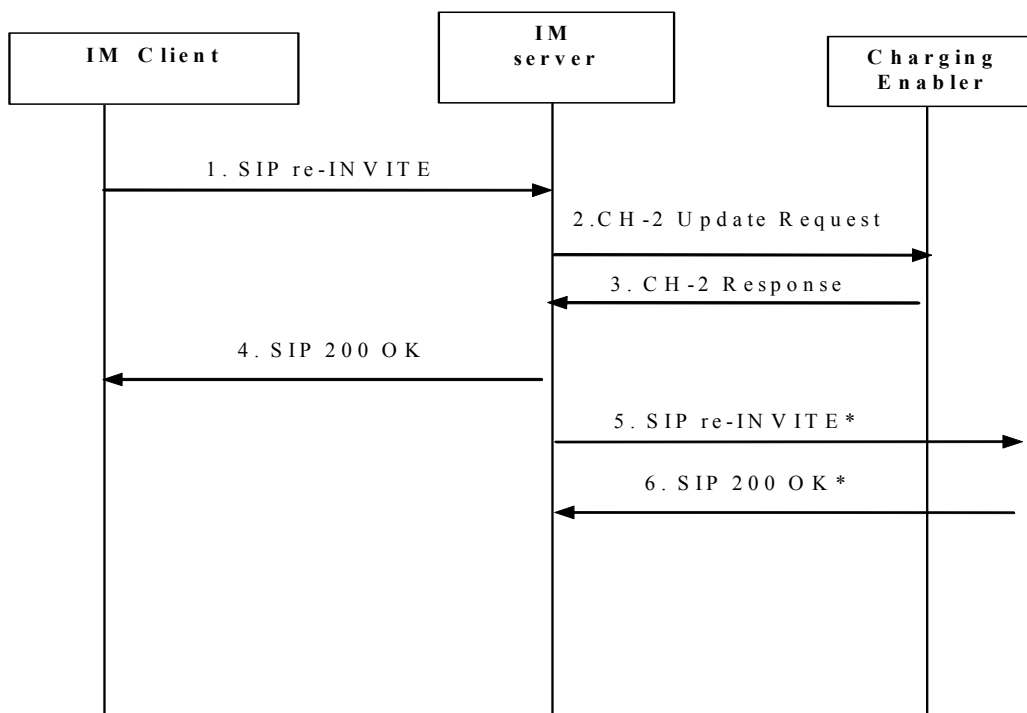 IM Client
IM
server
Charging
Enabler
1. SIP re-INVITE
2.CH-2 Update Request
3. CH-2 Response
4. SIP 200 OK
5. SIP re-INVITE*
6. SIP 200 OK*